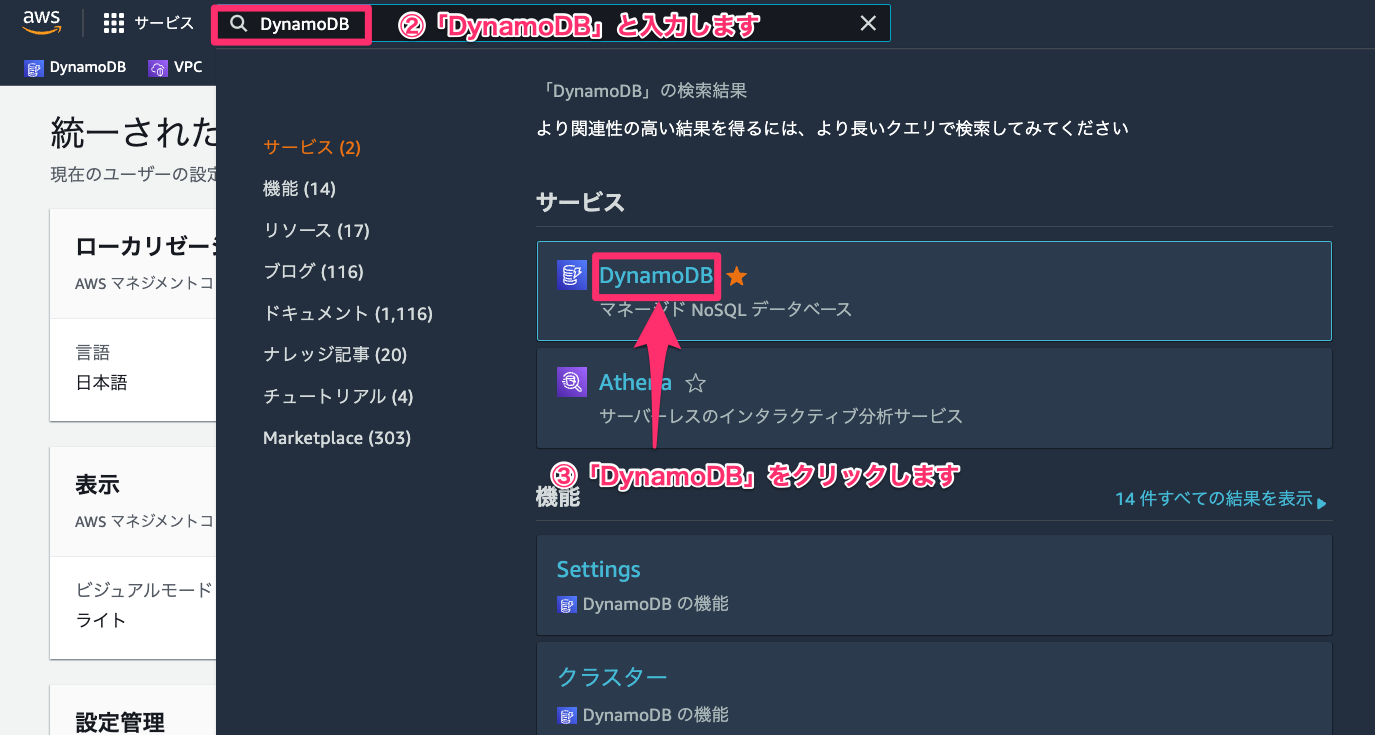 aws
サービス
DynamoDB
②「DynamoDB」と入力します
DynamoDB
VPC
統一された
現在のユーザーの設定
ローカリゼーシ
AWS マネジメントコ
言語
日本語
表示
AWS マネジメントコ
ビジュアルモード
ライト
設定管理
サービス (2)
機能 (14)
リソース (17)
ブログ (116)
ドキュメント (1,116)
ナレッジ記事 (20)
チュートリアル (4)
Marketplace (303)
「DynamoDB」の検索結果
より関連性の高い結果を得るには、より長いクエリで検索してみてください
サービス
DynamoDB
マネージド NoSQL データベース
Athena
サーバーレスのインタラクティブ分析サービス
③「DynamoDB」をクリックします
機能
14 件すべての結果を表示
Settings
DynamoDB の機能
クラスター
DynamoDB の機能